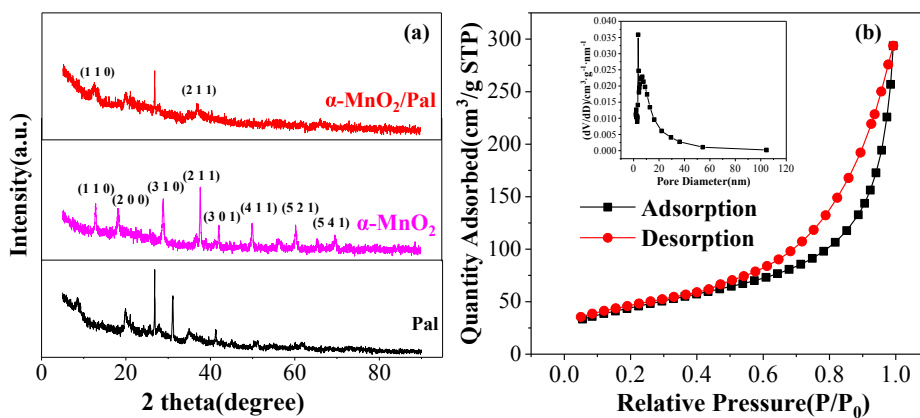 (a)
(1 1 0)
(2 1 1)
α-MnO₂/Pal
(1 1 0)
(2 0 0)
(3 1 0)
(2 1 1)
(3 0 1)
(4 1 1)
(5 2 1)
(5 4 1)
α-MnO₂
Pal
Intensity(a.u.)
0 20 40 60 80
2 theta(degree)
(b)
300
250
200
150
100
50
0
Quantity Adsorbed(cm³/g STP)
0.040
0.035
0.030
0.025
0.020
0.015
0.010
0.005
0.000
(dV/dD)/(cm³·g⁻¹·nm⁻¹)
0 20 40 60 80 100 120
Pore Diameter(nm)
Adsorption
Desorption
0.0 0.2 0.4 0.6 0.8 1.0
Relative Pressure(P/P₀)